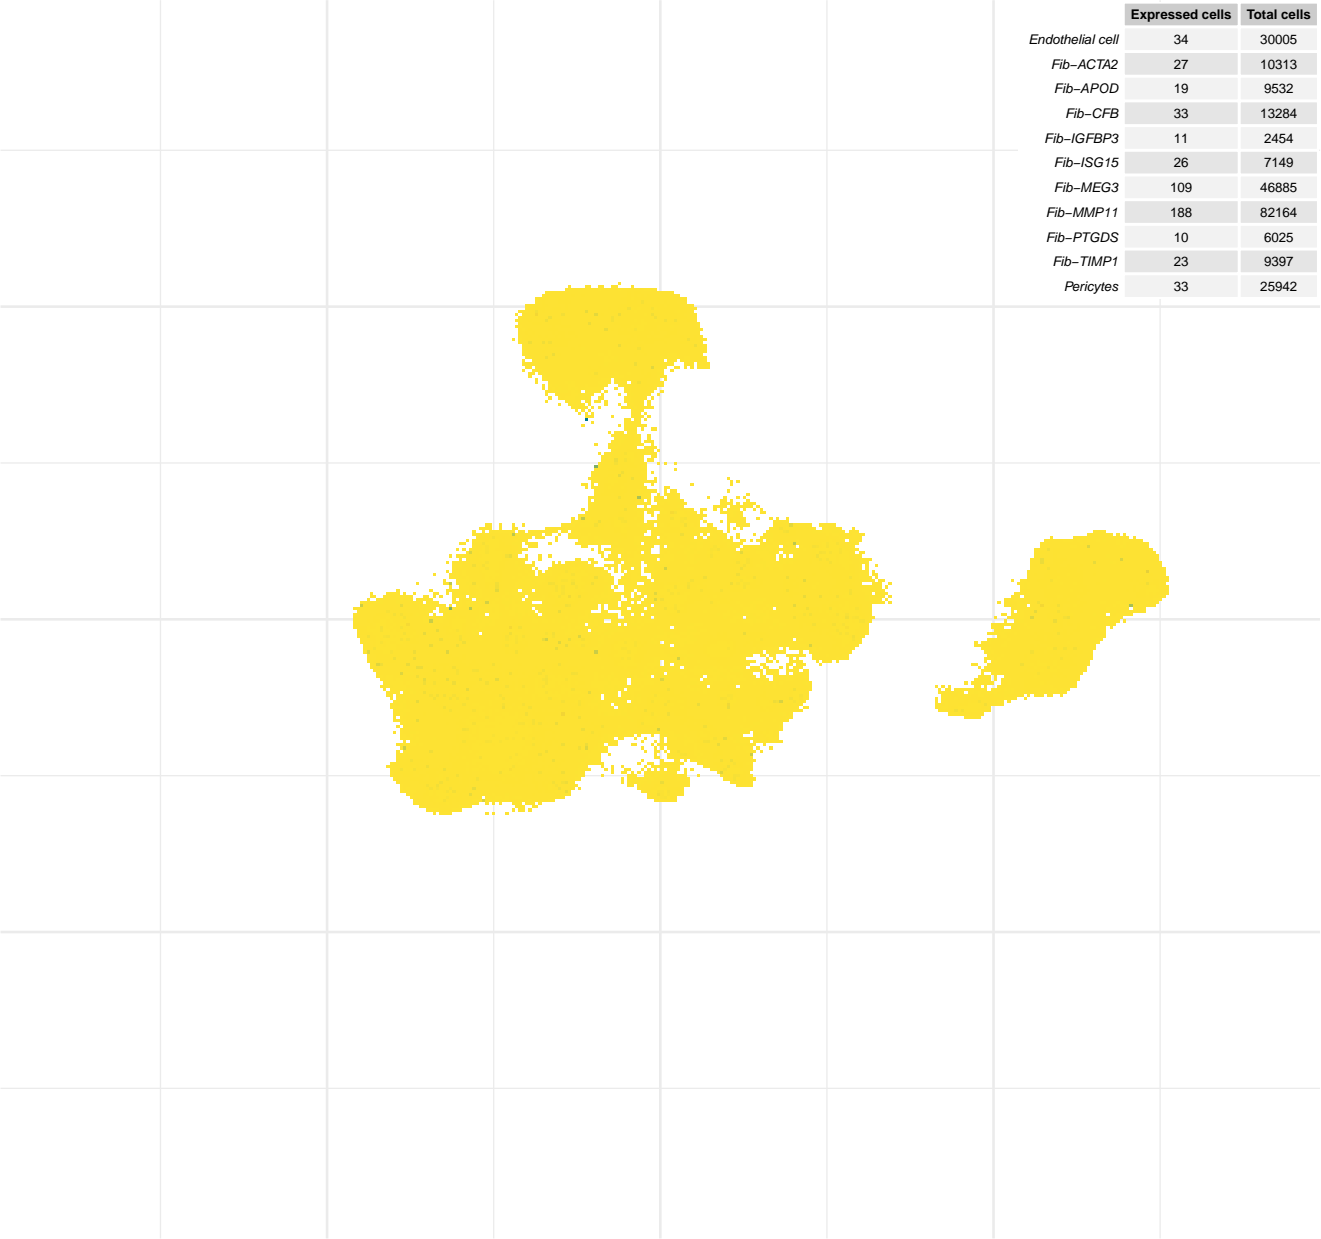 Expressed cells Total cells
Endothelial cell 34 30005
Fib−ACTA2 27 10313
Fib−APOD 19 9532
Fib−CFB 33 13284
Fib−IGFBP3 11 2454
Fib−ISG15 26 7149
Fib−MEG3 109 46885
Fib−MMP11 188 82164
Fib−PTGDS 10 6025
Fib−TIMP1 23 9397
Pericytes 33 25942